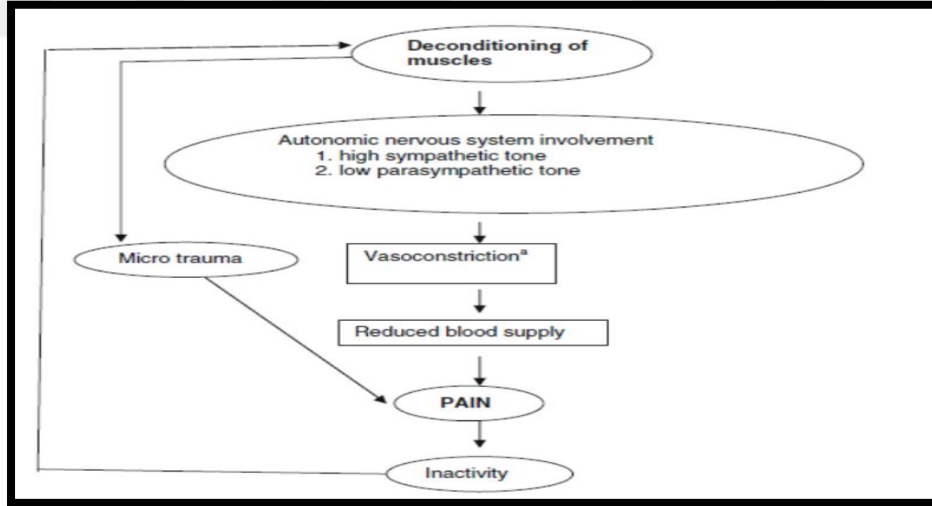 Deconditioning of
muscles
Autonomic nervous system involvement
1. high sympathetic tone
2. low parasympathetic tone
Micro trauma
Vasoconstrictionᵃ
Reduced blood supply
PAIN
Inactivity